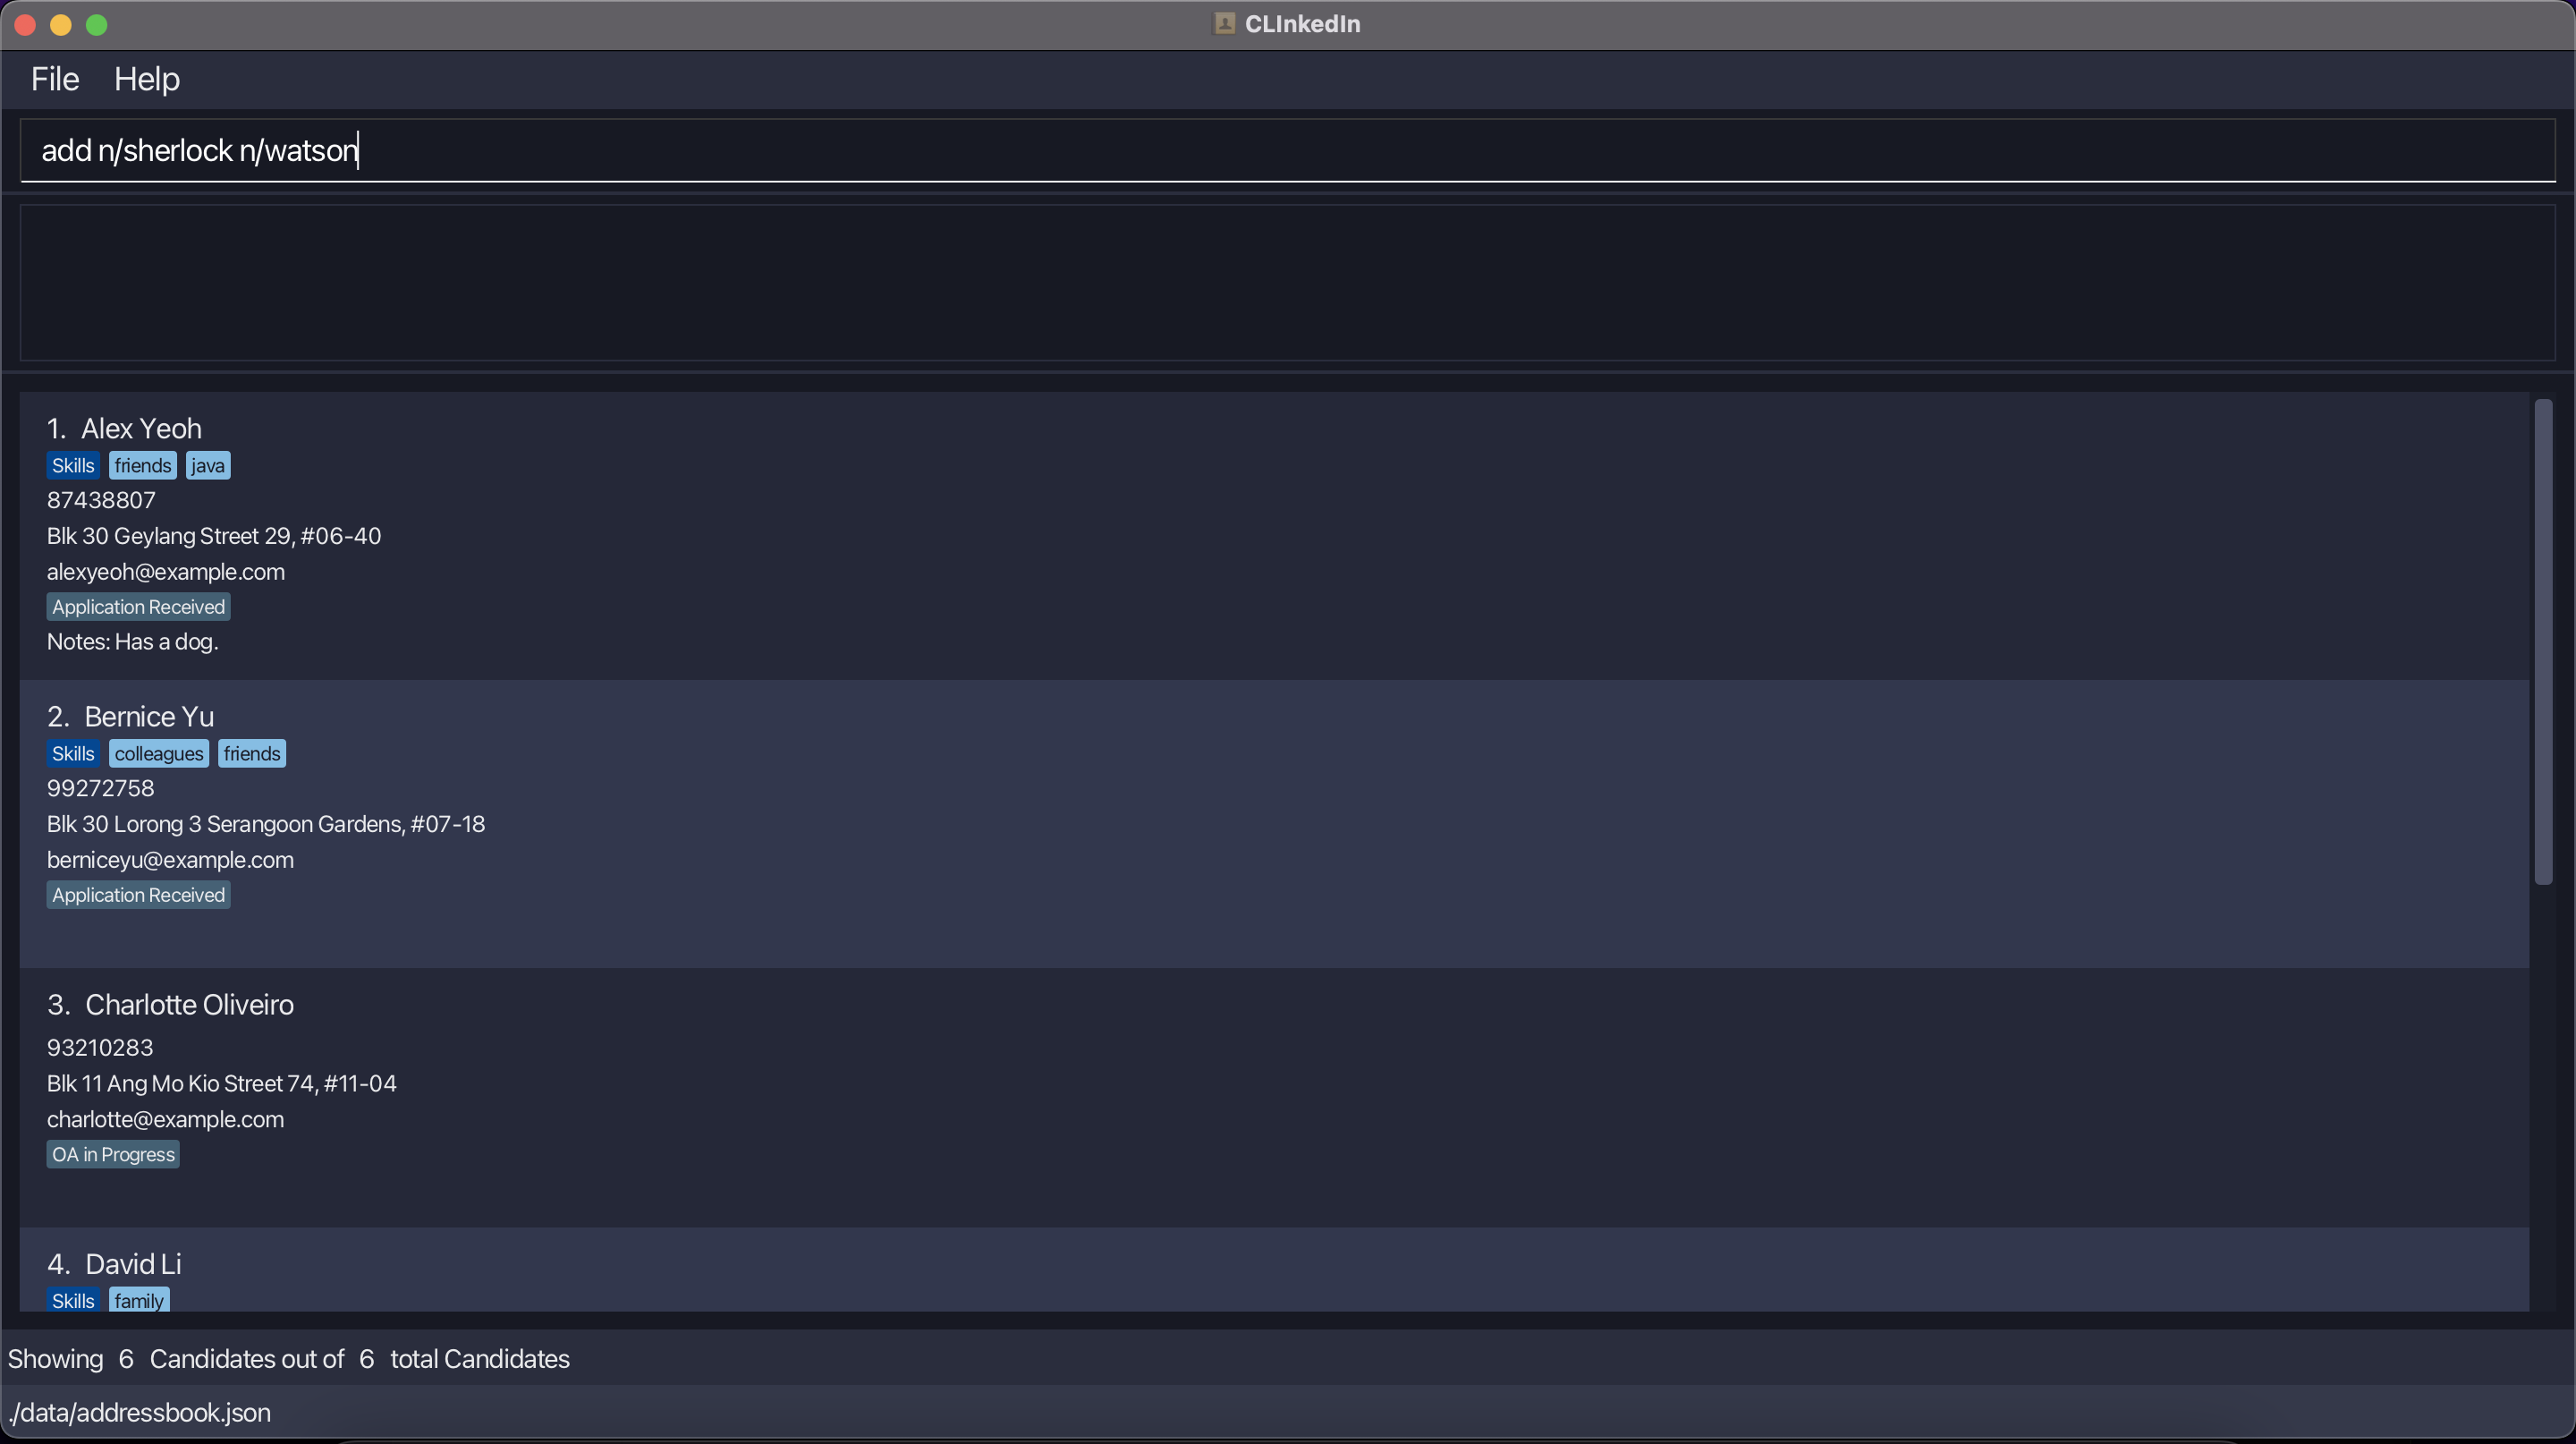 CLInkedIn
File Help
add n/sherlock n/watson
1. Alex Yeoh
Skills friends java
87438807
Blk 30 Geylang Street 29, #06-40
alexyeoh@example.com
Application Received
Notes: Has a dog.
2. Bernice Yu
Skills colleagues friends
99272758
Blk 30 Lorong 3 Serangoon Gardens, #07-18
berniceyu@example.com
Application Received
3. Charlotte Oliveiro
93210283
Blk 11 Ang Mo Kio Street 74, #11-04
charlotte@example.com
OA in Progress
4. David Li
Skills family
Showing 6 Candidates out of 6 total Candidates
./data/addressbook.json